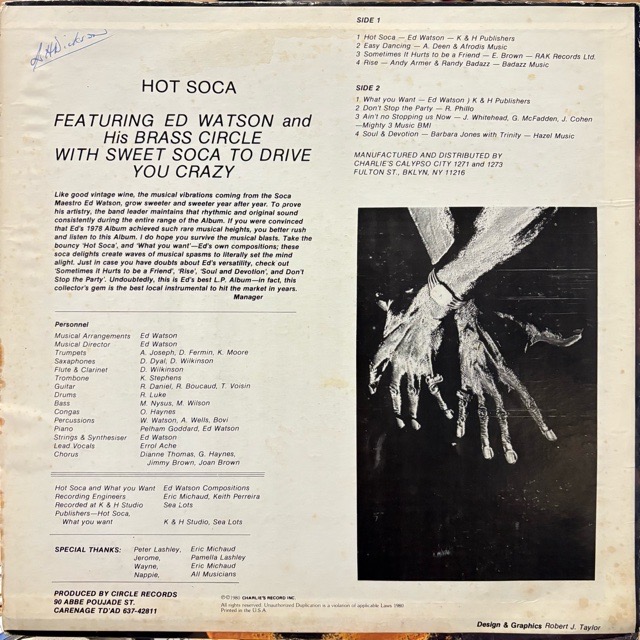 SIDE 1
1 Hot Soca — Ed Watson — K & H Publishers
2 Easy Dancing — A. Deen & Afrodis Music
3 Sometimes It Hurts to be a Friend — E. Brown — RAK Records Ltd.
4 Rise — Andy Armer & Randy Badazz — Badazz Music
SIDE 2
1 What you Want — Ed Watson ) K & H Publishers
2 Don't Stop the Party — R. Phillo
3 Ain't no Stopping us Now — J. Whitehead, G. McFadden, J. Cohen
—Mighty 3 Music BMI
4 Soul & Devotion — Barbara Jones with Trinity — Hazel Music
MANUFACTURED AND DISTRIBUTED BY
CHARLIE'S CALYPSO CITY 1271 and 1273
FULTON ST., BKLYN, NY 11216
HOT SOCA
FEATURING ED WATSON and
His BRASS CIRCLE
WITH SWEET SOCA TO DRIVE
YOU CRAZY
Like good vintage wine, the musical vibrations coming from the Soca
Maestro Ed Watson, grow sweeter and sweeter year after year. To prove
his artistry, the band leader maintains that rhythmic and original sound
consistently during the entire range of the Album. If you were convinced
that Ed's 1978 Album achieved such rare musical heights, you better rush
and listen to this Album. I do hope you survive the musical blasts. Take the
bouncy 'Hot Soca', and 'What you want'—Ed's own compositions; these
soca delights create waves of musical spasms to literally set the mind
alight. Just in case you have doubts about Ed's versatility, check out
'Sometimes It Hurts to be a Friend', 'Rise', 'Soul and Devotion', and Don't
Stop the Party'. Undoubtedly, this is Ed's best L.P. Album—in fact, this
collector's gem is the best local instrumental to hit the market in years.
Manager
Personnel
Musical Arrangements Ed Watson
Musical Director Ed Watson
Trumpets A. Joseph, D. Fermin, K. Moore
Saxaphones D. Dyal, D. Wilkinson
Flute & Clarinet D. Wilkinson
Trombone K. Stephens
Guitar R. Daniel, R. Boucaud, T. Voisin
Drums R. Luke
Bass M. Nysus, M. Wilson
Congas O. Haynes
Percussions W. Watson, A. Wells, Bovi
Piano Pelham Goddard, Ed Watson
Strings & Synthesiser Ed Watson
Lead Vocals Errol Ache
Chorus Dianne Thomas, G. Haynes,
Jimmy Brown, Joan Brown
Hot Soca and What you Want Ed Watson Compositions
Recording Engineers Eric Michaud, Keith Perreira
Recorded at K & H Studio Sea Lots
Publishers—Hot Soca,
What you want K & H Studio, Sea Lots
SPECIAL THANKS: Peter Lashley, Eric Michaud
Jerome, Pamella Lashley
Wayne, Eric Michaud
Nappie, All Musicians
PRODUCED BY CIRCLE RECORDS
90 ABBE POUJADE ST.
CARENAGE TD'AD 637-42811
©℗1980 CHARLIE'S RECORD INC.
All rights reserved. Unauthorized Duplication is a violation of applicable Laws 1980
Printed in the U.S.A.
Design & Graphics Robert J. Taylor